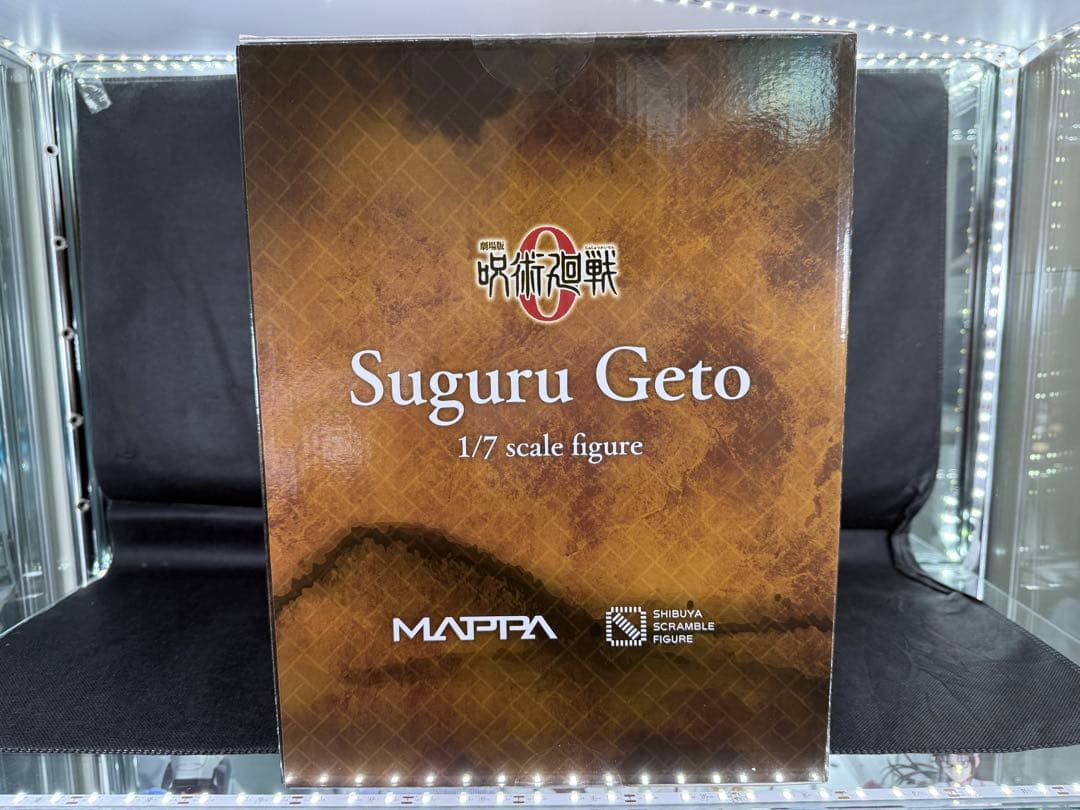 劇場版
呪術廻戦
0
Suguru Geto
1/7 scale figure
MAPPA
SHIBUYA
SCRAMBLE
FIGURE